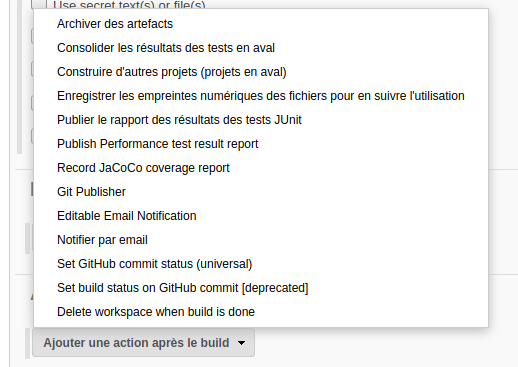 Use secret text(s) or file(s)
Archiver des artefacts
Consolider les résultats des tests en aval
Construire d'autres projets (projets en aval)
Enregistrer les empreintes numériques des fichiers pour en suivre l'utilisation
Publier le rapport des résultats des tests JUnit
Publish Performance test result report
Record JaCoCo coverage report
Git Publisher
Editable Email Notification
Notifier par email
Set GitHub commit status (universal)
Set build status on GitHub commit [deprecated]
Delete workspace when build is done
Ajouter une action après le build